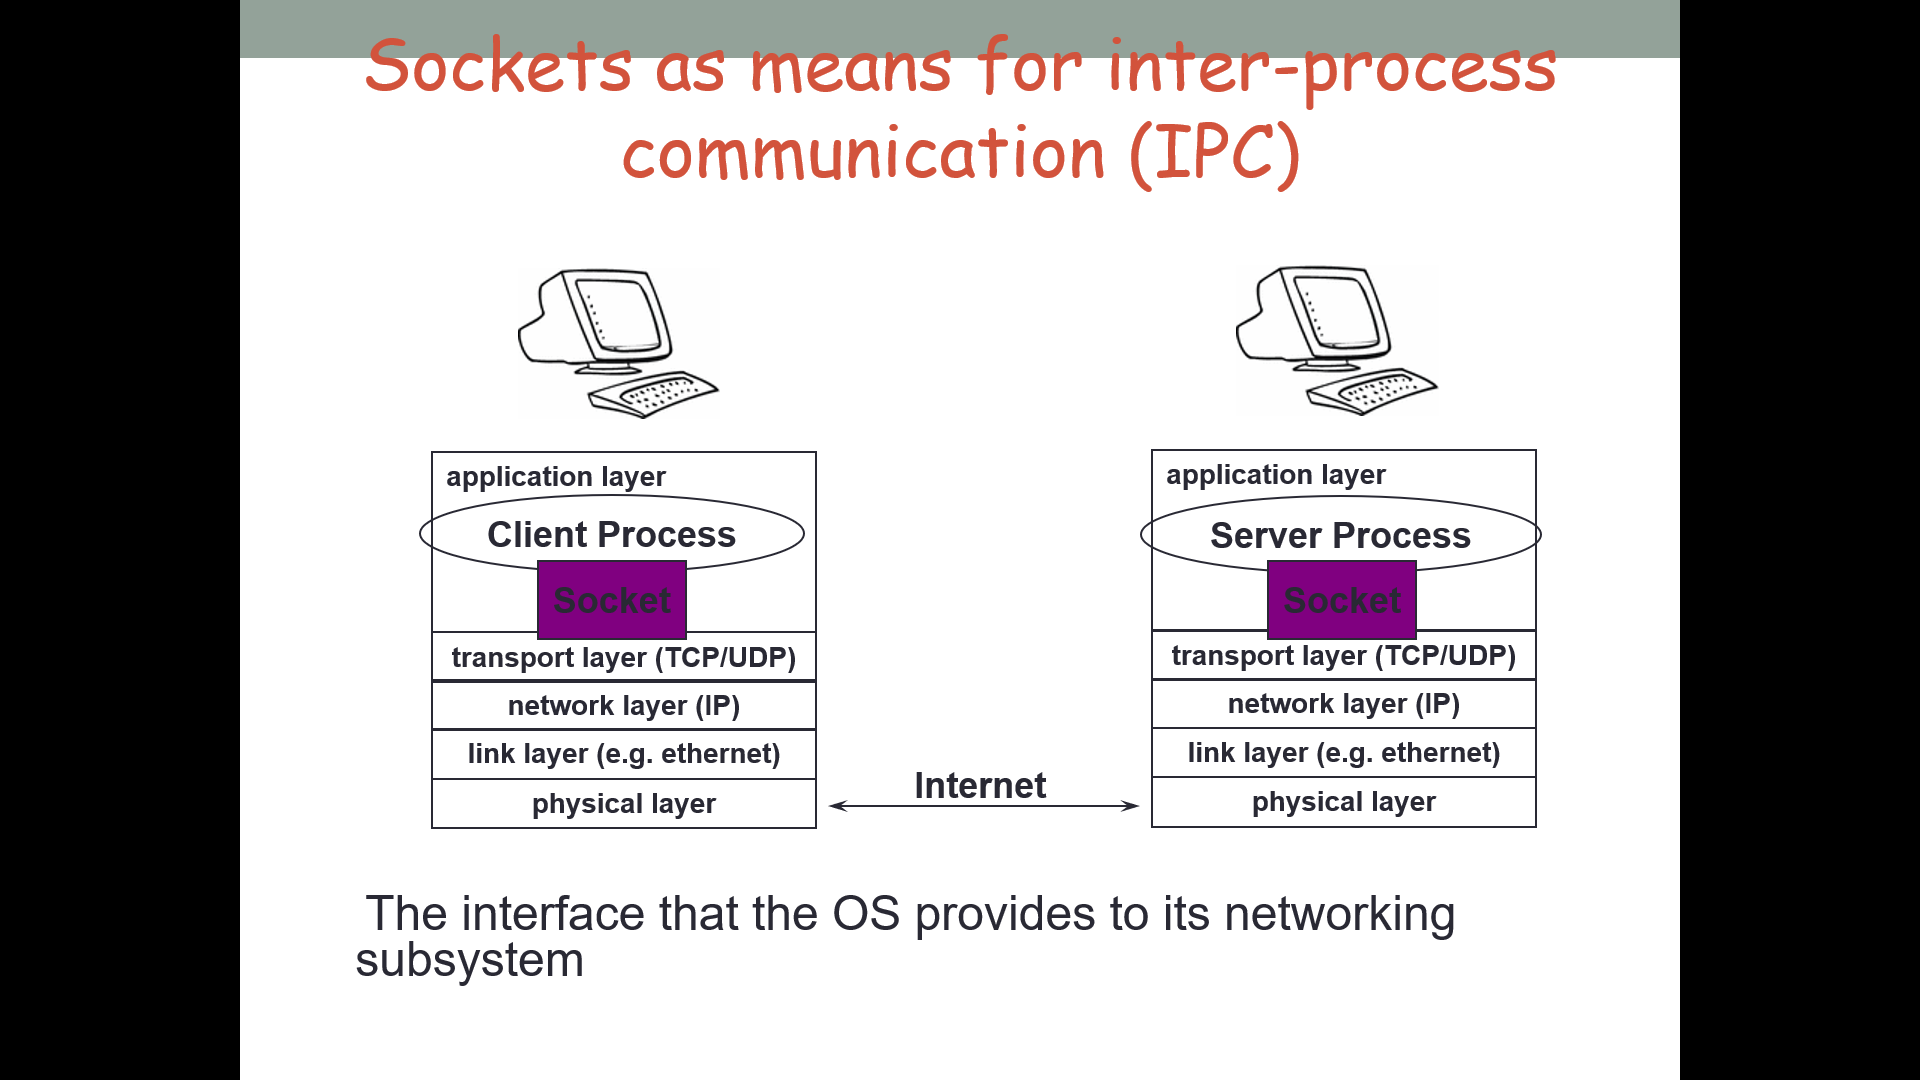 Sockets as means for inter-process
communication (IPC)
application layer
Client Process
Socket
transport layer (TCP/UDP)
network layer (IP)
link layer (e.g. ethernet)
physical layer
Internet
application layer
Server Process
Socket
transport layer (TCP/UDP)
network layer (IP)
link layer (e.g. ethernet)
physical layer
The interface that the OS provides to its networking
subsystem